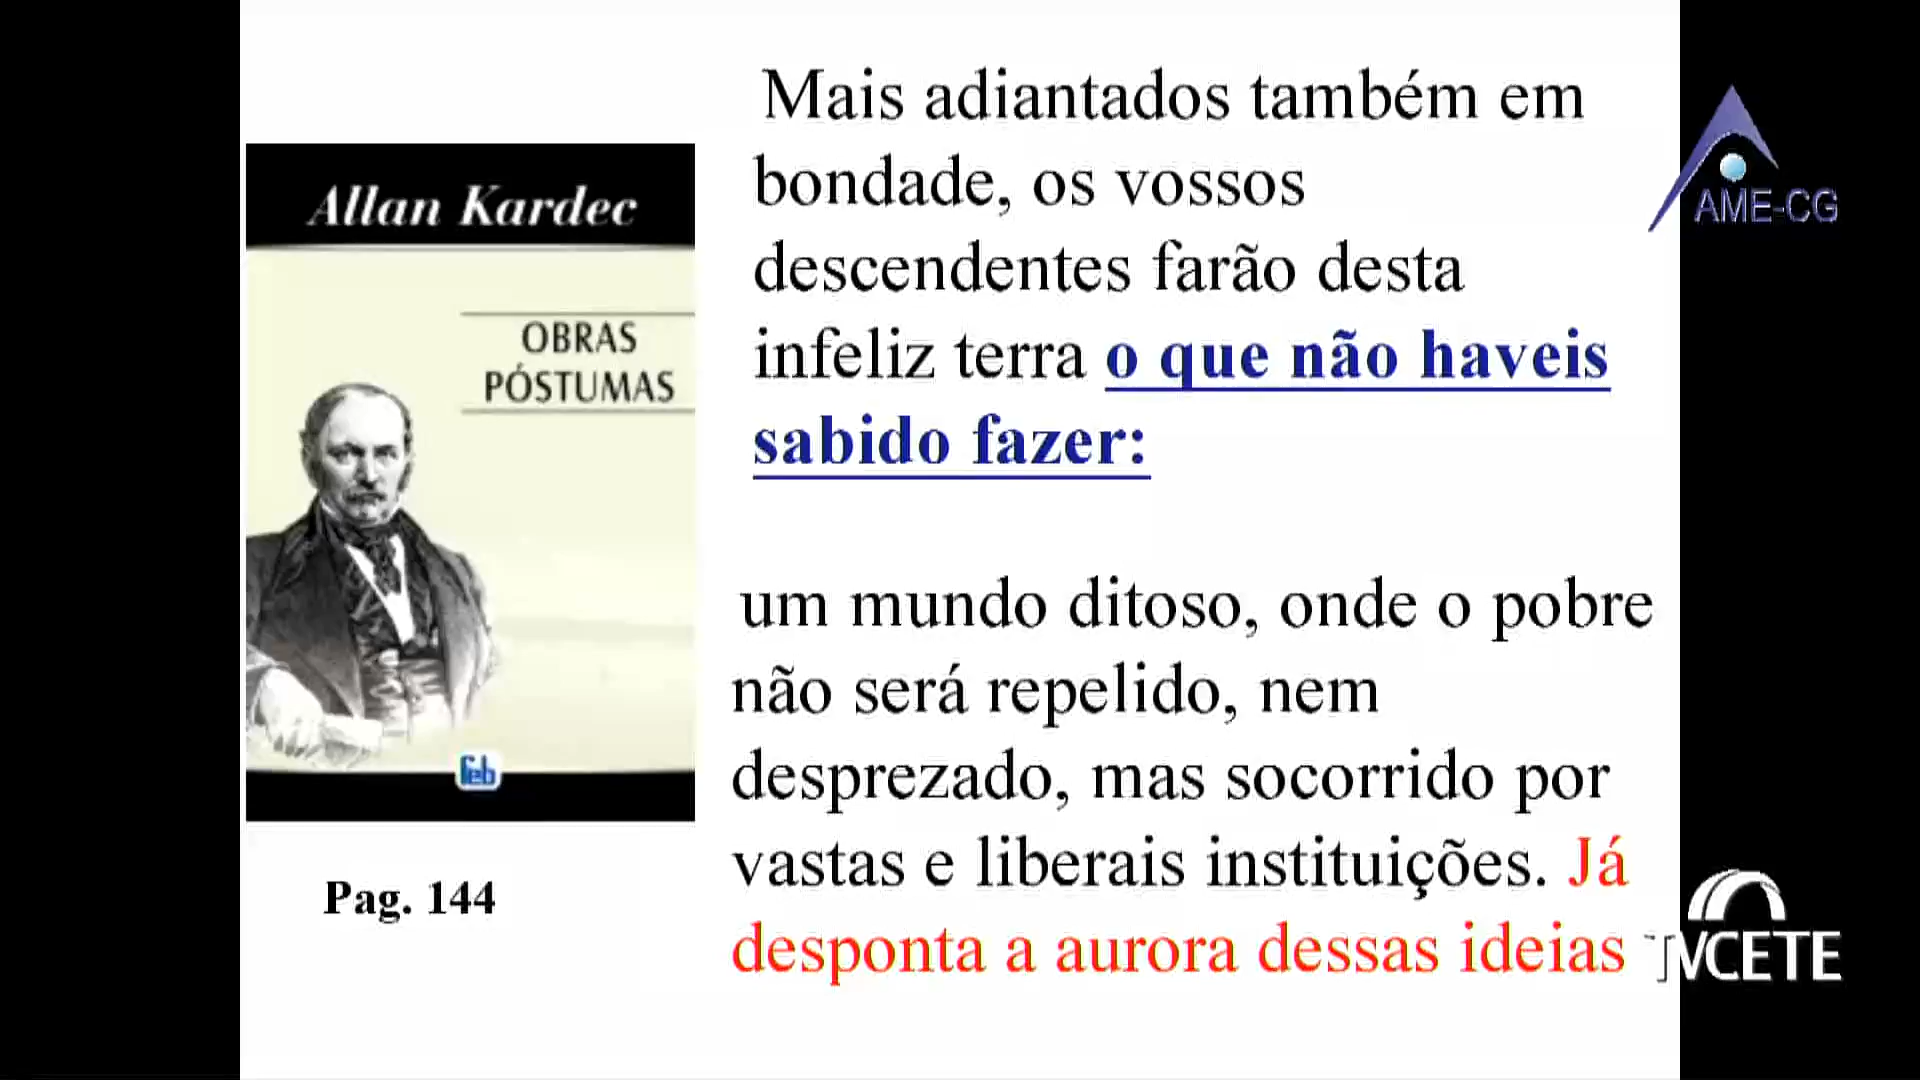 Mais adiantados também em
bondade, os vossos
descendentes farão desta
infeliz terra o que não haveis
sabido fazer:
um mundo ditoso, onde o pobre
não será repelido, nem
desprezado, mas socorrido por
vastas e liberais instituições. Já
desponta a aurora dessas ideias
Allan Kardec
OBRAS
PÓSTUMAS
feb
Pag. 144
AME-CG
TVCETE